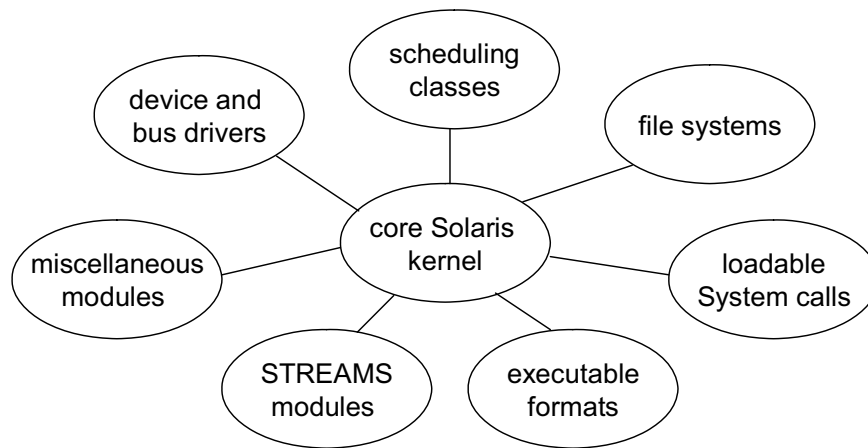 scheduling
classes
device and
bus drivers
file systems
core Solaris
kernel
miscellaneous
modules
loadable
System calls
STREAMS
modules
executable
formats